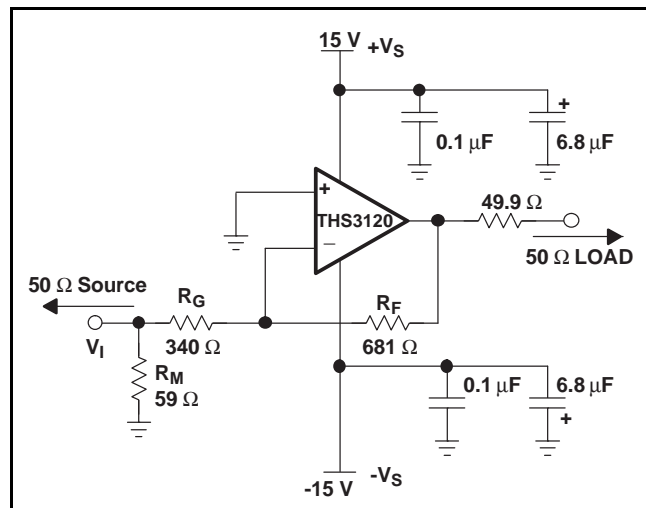 15 V
+VS
+
0.1 μF
6.8 μF
+
THS3120
−
49.9 Ω
50 Ω LOAD
50 Ω Source
RG
RF
VI
340 Ω
681 Ω
RM
59 Ω
0.1 μF
6.8 μF
+
-VS
-15 V